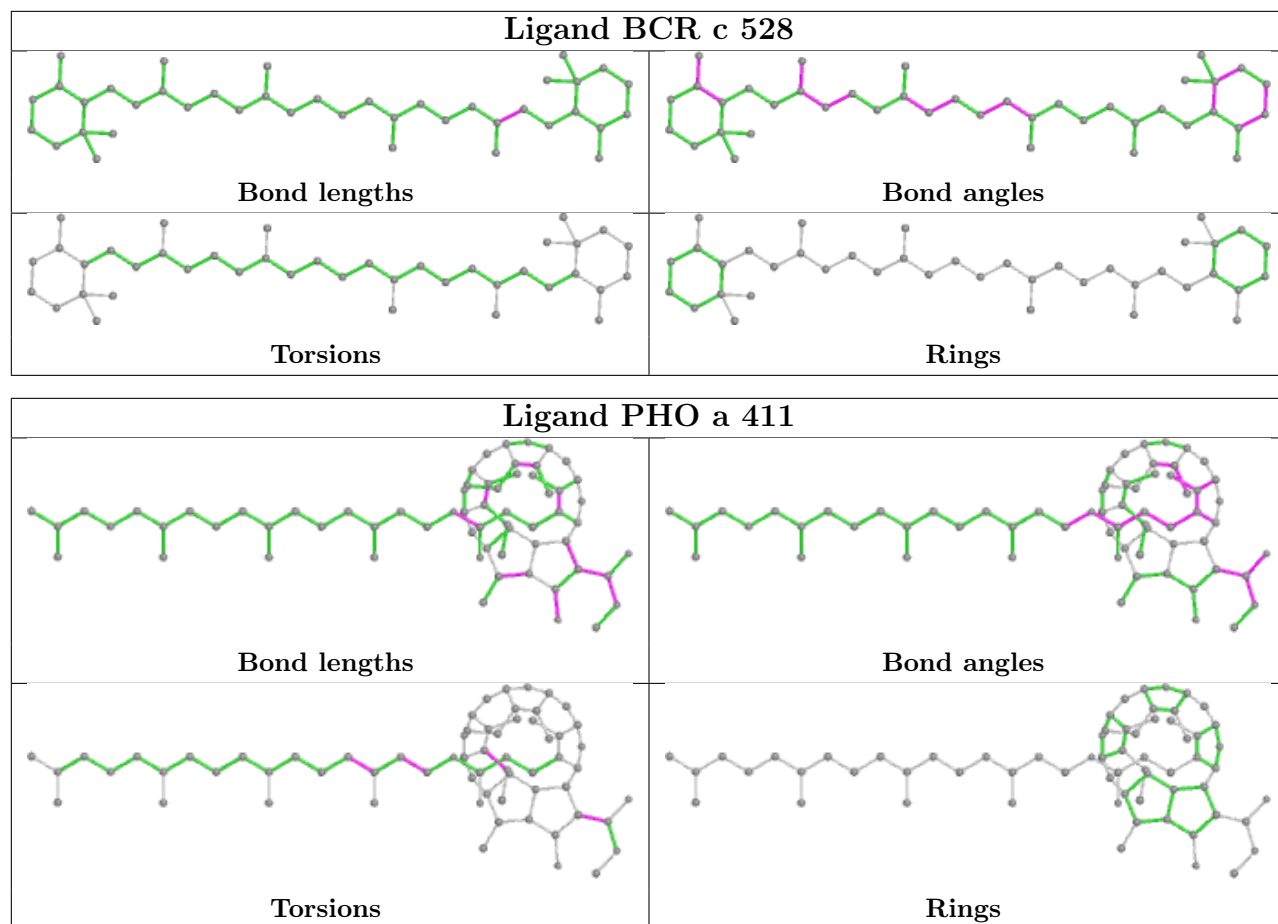 Ligand BCR c 528
Bond lengths
Bond angles
Torsions
Rings
Ligand PHO a 411
Bond lengths
Bond angles
Torsions
Rings